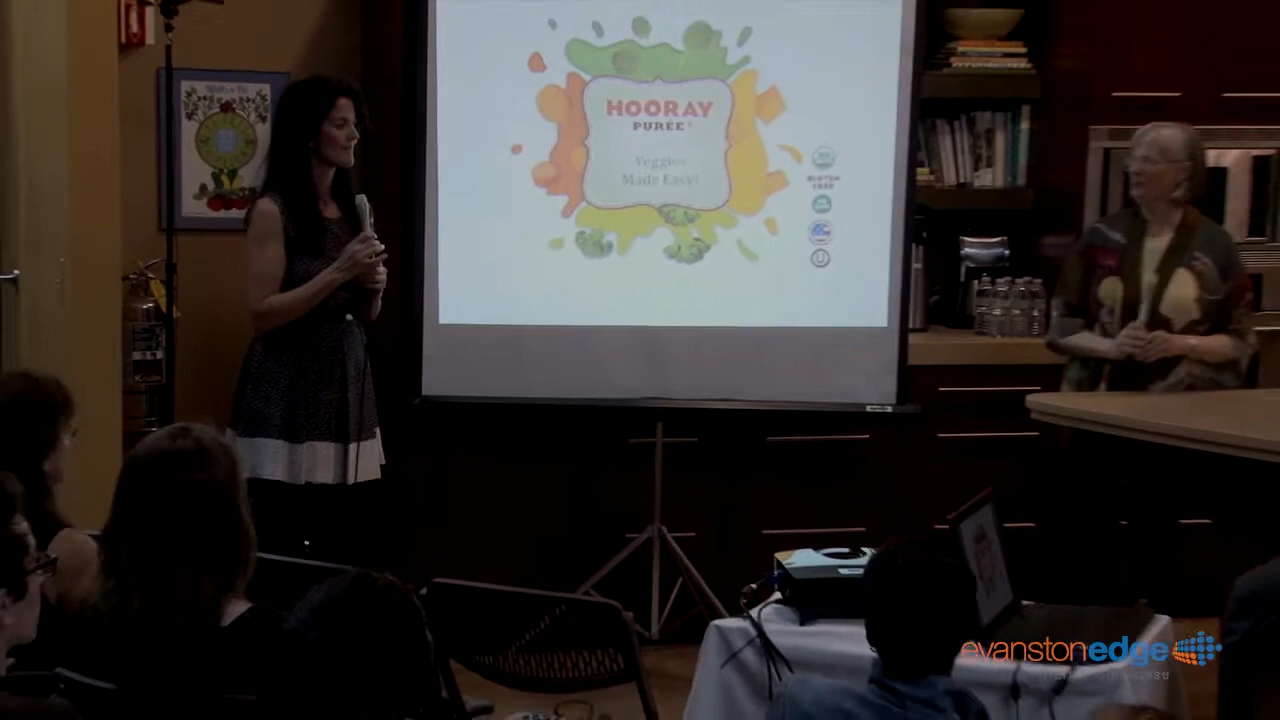 HOORAY
PURÉE®
Veggies
Made Easy!
GLUTEN
FREE
evanstonedge